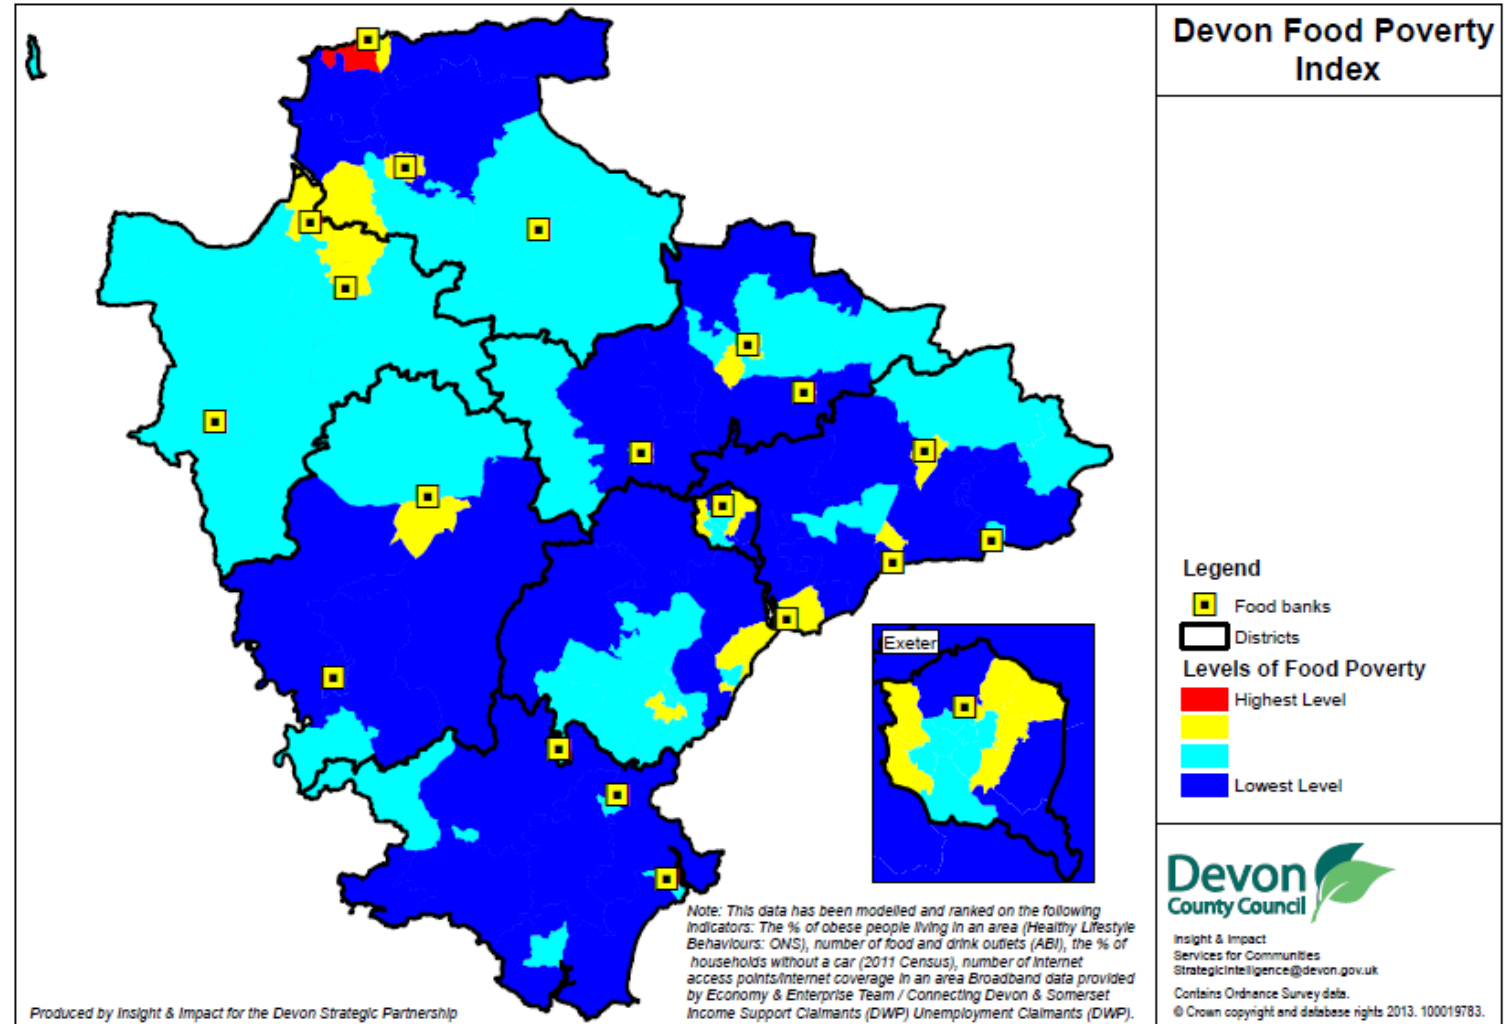 Devon Food Poverty
Index
Exeter
Legend
Food banks
Districts
Levels of Food Poverty
Highest Level
Lowest Level
Devon
County Council
Insight & Impact
Services for Communities
StrategicIntelligence@devon.gov.uk
Contains Ordnance Survey data.
© Crown copyright and database rights 2013. 100019783.
Note: This data has been modelled and ranked on the following
Indicators: The % of obese people living in an area (Healthy Lifestyle
Behaviours: ONS), number of food and drink outlets (ABI), the % of
households without a car (2011 Census), number of Internet
access points/Internet coverage in an area Broadband data provided
by Economy & Enterprise Team / Connecting Devon & Somerset
Income Support Claimants (DWP) Unemployment Claimants (DWP).
Produced by Insight & Impact for the Devon Strategic Partnership